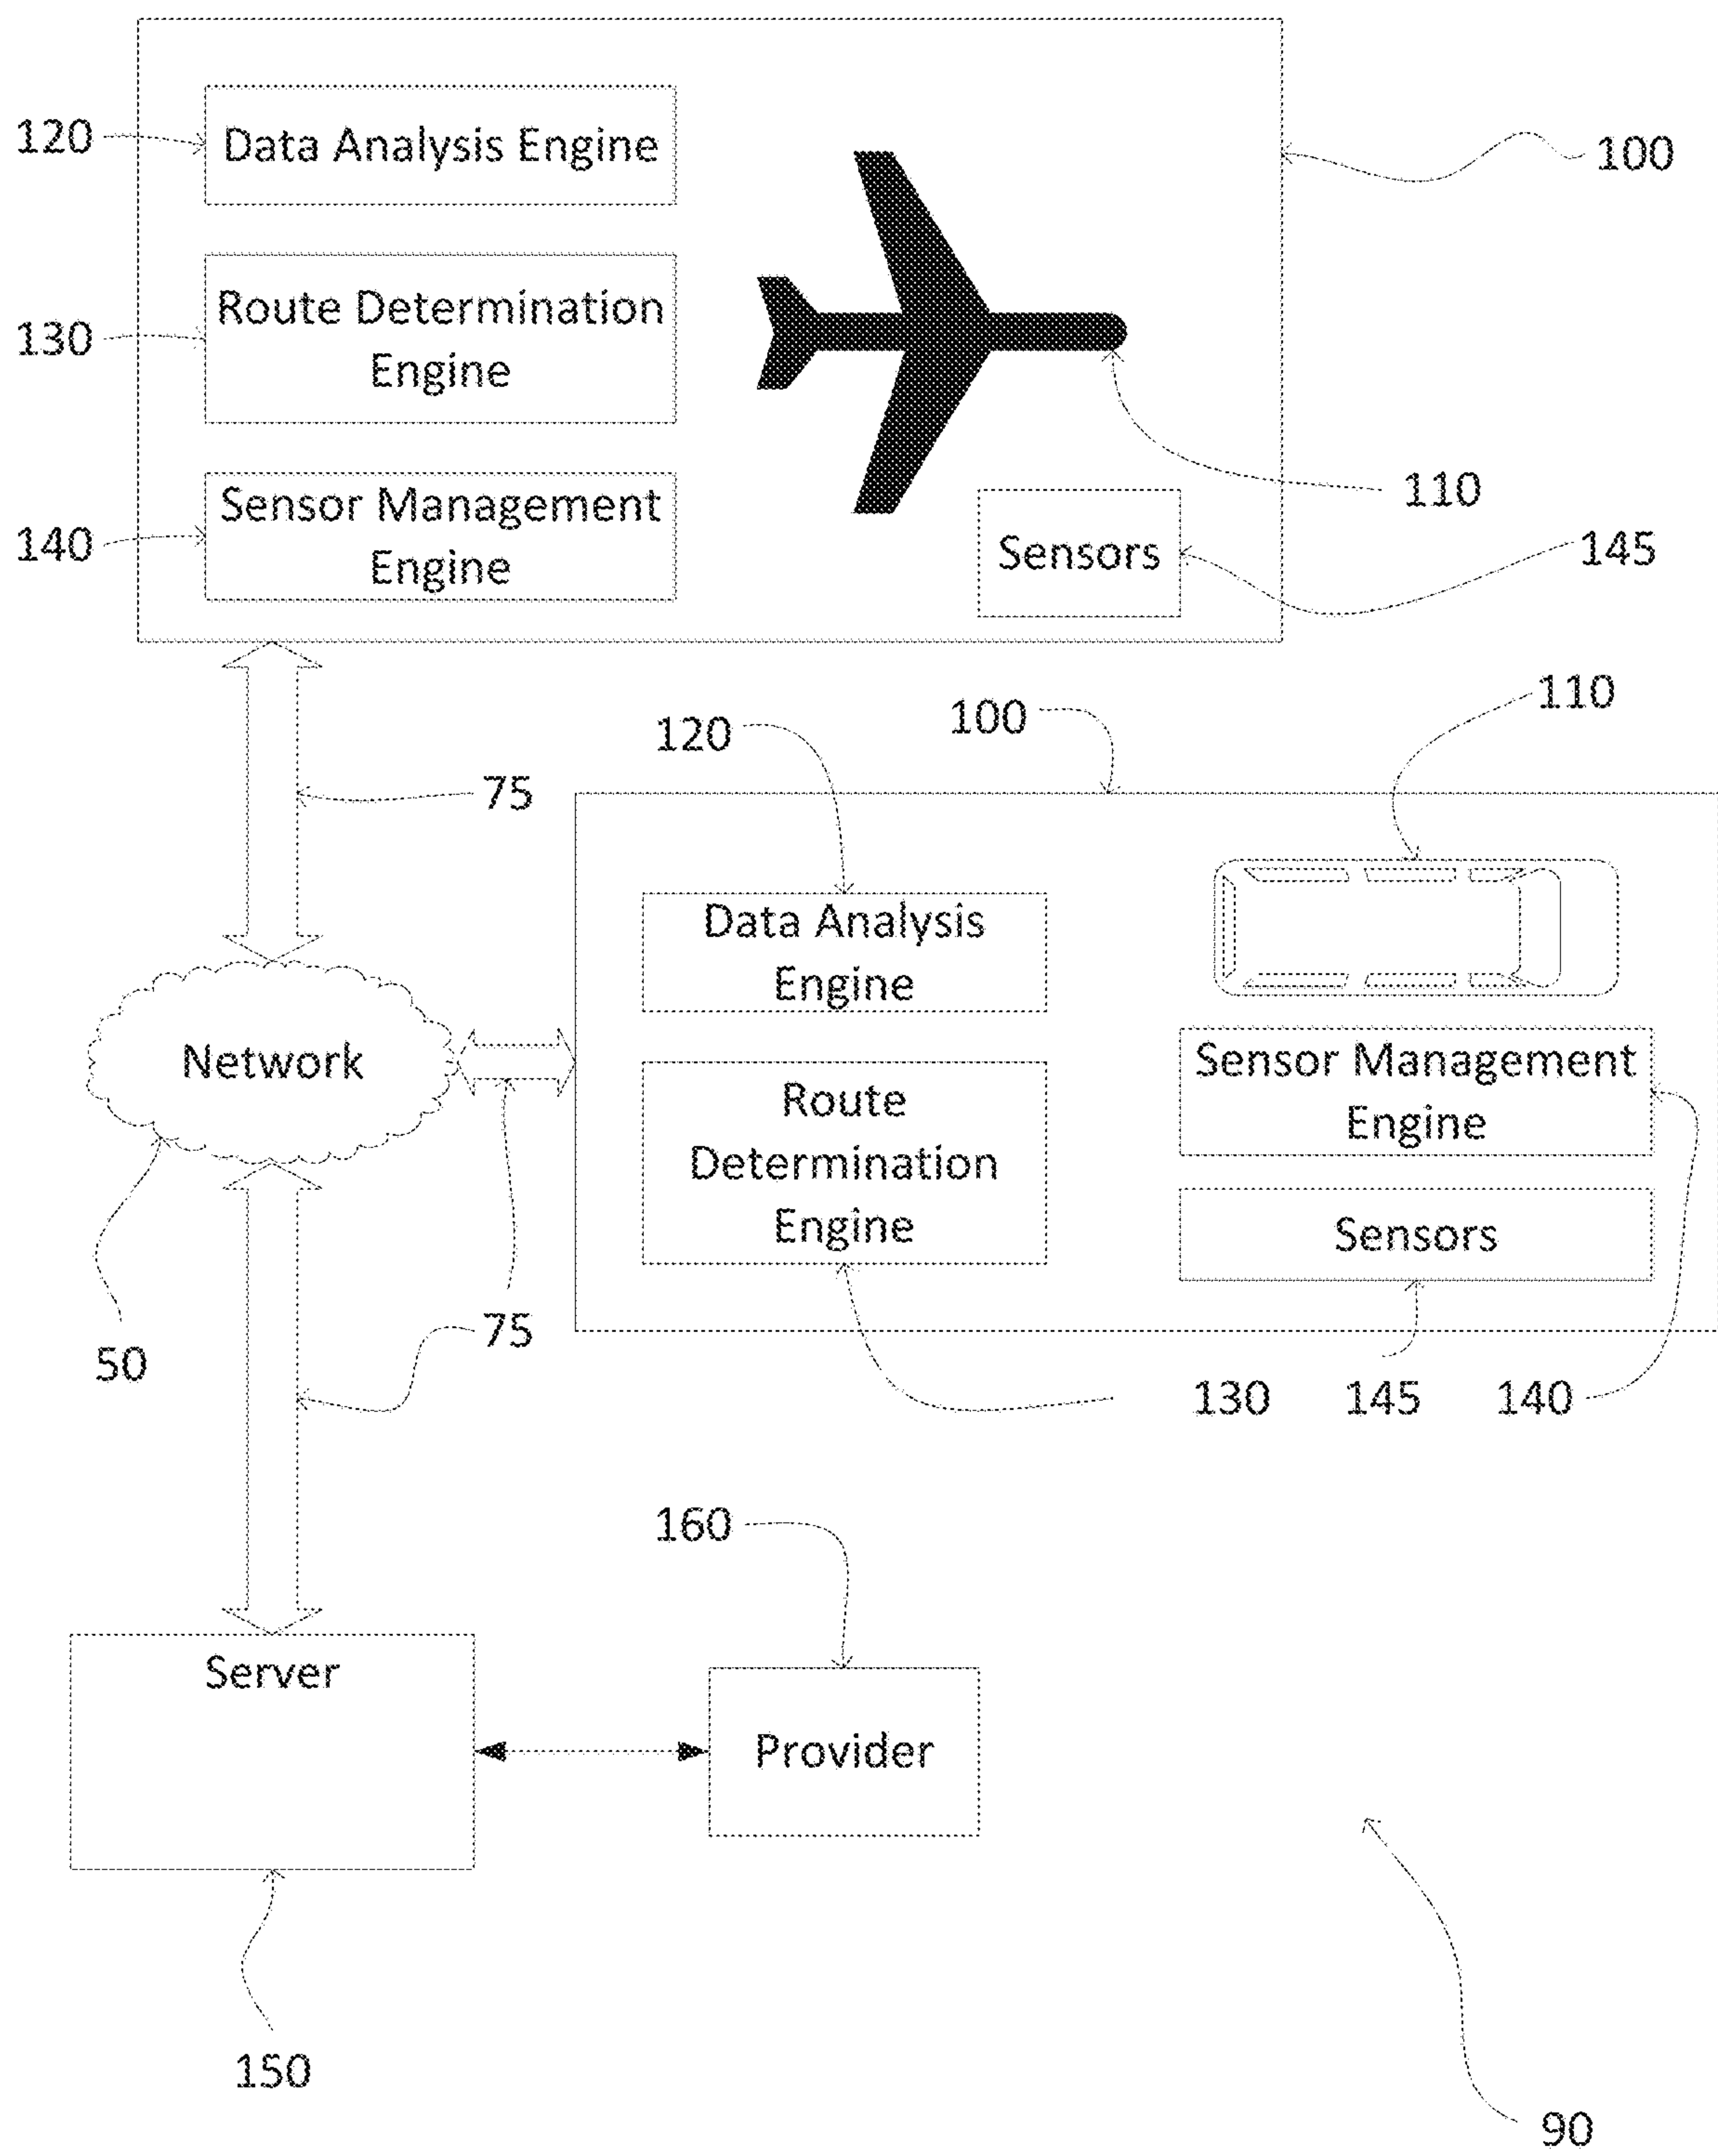 120
Data Analysis Engine
100
130
Route Determination
Engine
110
140
Sensor Management
Engine
Sensors
145
75
120
100
110
Data Analysis
Engine
Network
Sensor Management
Engine
Route
Determination
Engine
Sensors
50
75
130
145
140
160
Server
Provider
150
90